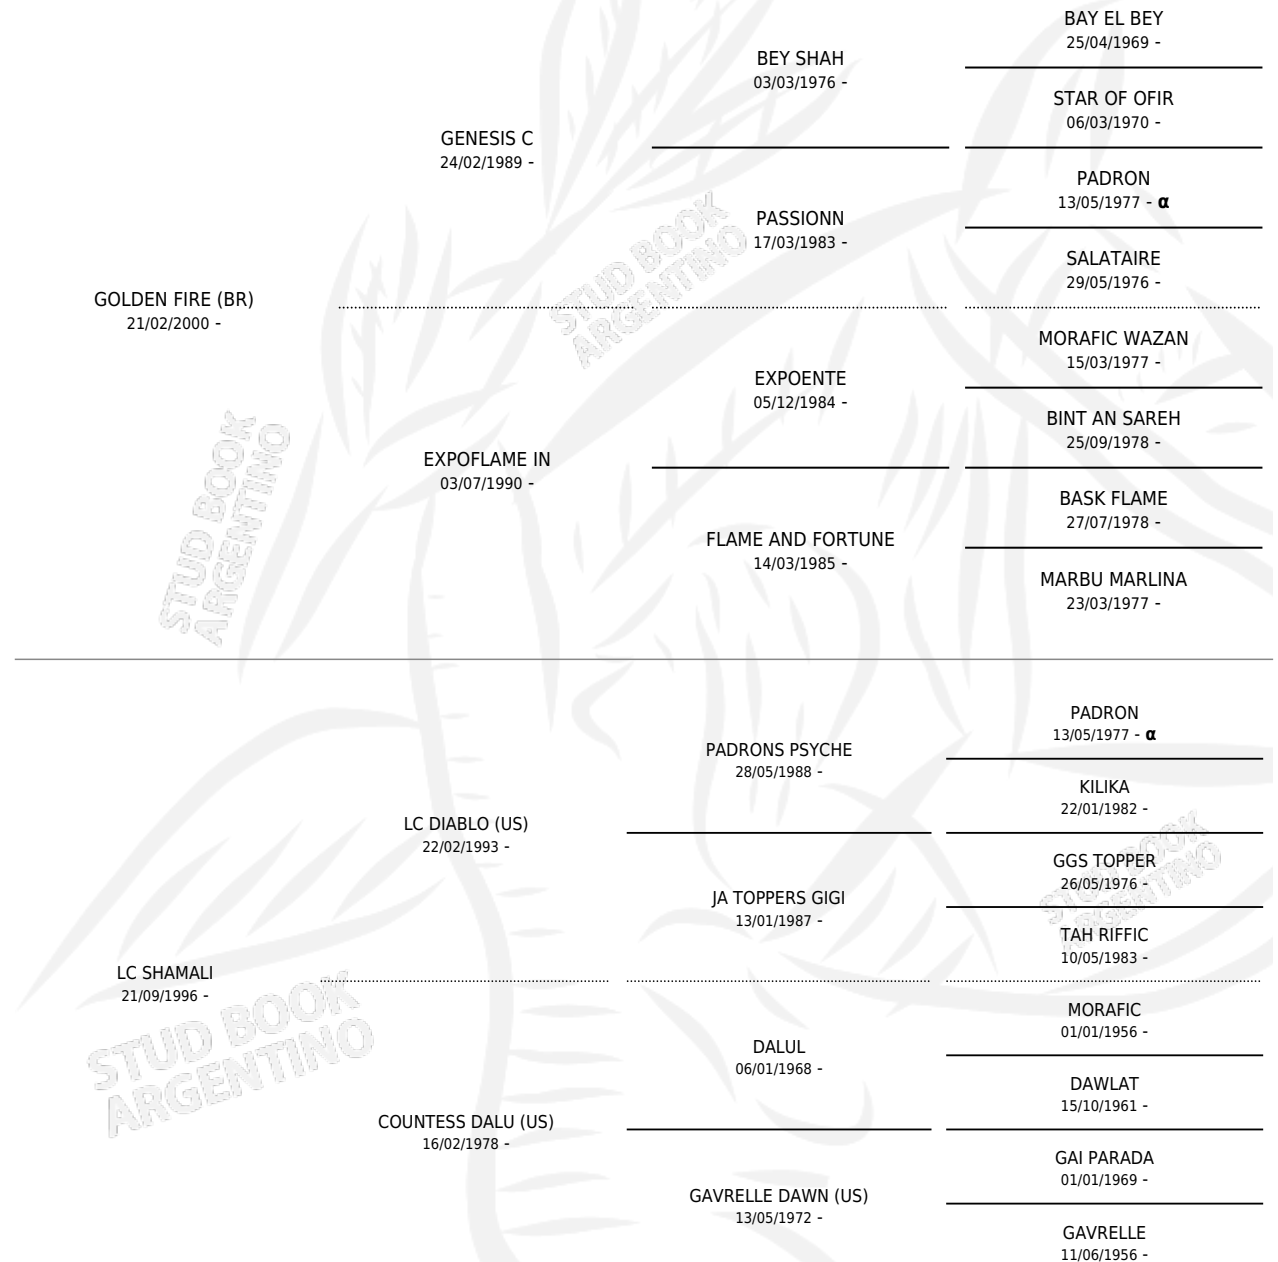 BAY EL BEY
25/04/1969 -
BEY SHAH
03/03/1976 -
STAR OF OFIR
06/03/1970 -
GENESIS C
24/02/1989 -
PADRON
13/05/1977 - α
PASSIONN
17/03/1983 -
SALATAIRE
29/05/1976 -
GOLDEN FIRE (BR)
21/02/2000 -
MORAFIC WAZAN
15/03/1977 -
EXPOENTE
05/12/1984 -
BINT AN SAREH
25/09/1978 -
EXPOFLAME IN
03/07/1990 -
BASK FLAME
27/07/1978 -
FLAME AND FORTUNE
14/03/1985 -
MARBU MARLINA
23/03/1977 -
STUD BOOK
ARGENTINO
STUD BOOK
ARGENTINO
PADRON
13/05/1977 - α
PADRONS PSYCHE
28/05/1988 -
KILIKA
22/01/1982 -
LC DIABLO (US)
22/02/1993 -
GGS TOPPER
26/05/1976 -
JA TOPPERS GIGI
13/01/1987 -
TAH RIFFIC
10/05/1983 -
LC SHAMALI
21/09/1996 -
MORAFIC
01/01/1956 -
DALUL
06/01/1968 -
DAWLAT
15/10/1961 -
COUNTESS DALU (US)
16/02/1978 -
GAI PARADA
01/01/1969 -
GAVRELLE DAWN (US)
13/05/1972 -
GAVRELLE
11/06/1956 -
STUD BOOK
ARGENTINO
STUD BOOK
ARGENTINO